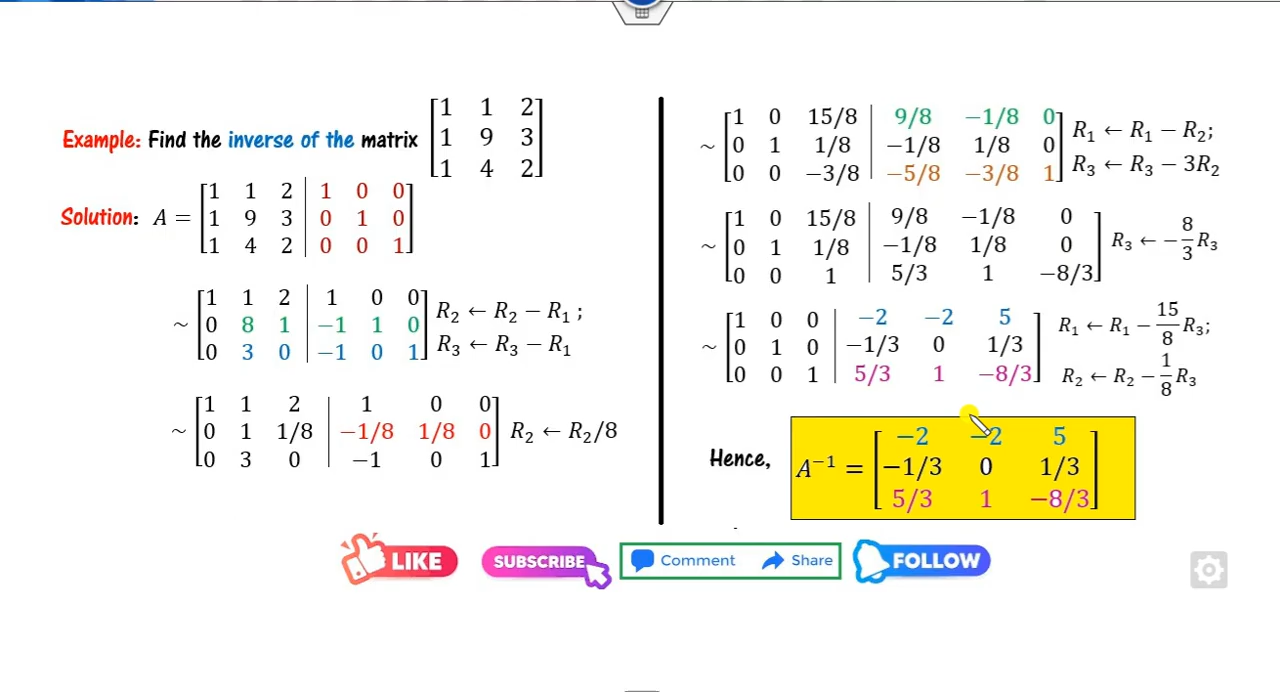 Example: Find the inverse of the matrix [1 1 2
1 9 3
1 4 2]
Solution: A = [1 1 2 | 1 0 0
1 9 3 | 0 1 0
1 4 2 | 0 0 1]
~ [1 1 2 | 1 0 0
0 8 1 | −1 1 0
0 3 0 | −1 0 1]
R₂ ← R₂ − R₁ ;
R₃ ← R₃ − R₁
~ [1 1 2 | 1 0 0
0 1 1/8 | −1/8 1/8 0
0 3 0 | −1 0 1]
R₂ ← R₂/8
~ [1 0 15/8 | 9/8 −1/8 0
0 1 1/8 | −1/8 1/8 0
0 0 −3/8 | −5/8 −3/8 1]
R₁ ← R₁ − R₂;
R₃ ← R₃ − 3R₂
~ [1 0 15/8 | 9/8 −1/8 0
0 1 1/8 | −1/8 1/8 0
0 0 1 | 5/3 1 −8/3]
R₃ ← −8/3 R₃
~ [1 0 0 | −2 −2 5
0 1 0 | −1/3 0 1/3
0 0 1 | 5/3 1 −8/3]
R₁ ← R₁ − 15/8 R₃;
R₂ ← R₂ − 1/8 R₃
Hence, A⁻¹ = [−2 −2 5
−1/3 0 1/3
5/3 1 −8/3]
LIKE
SUBSCRIBE
Comment
Share
FOLLOW